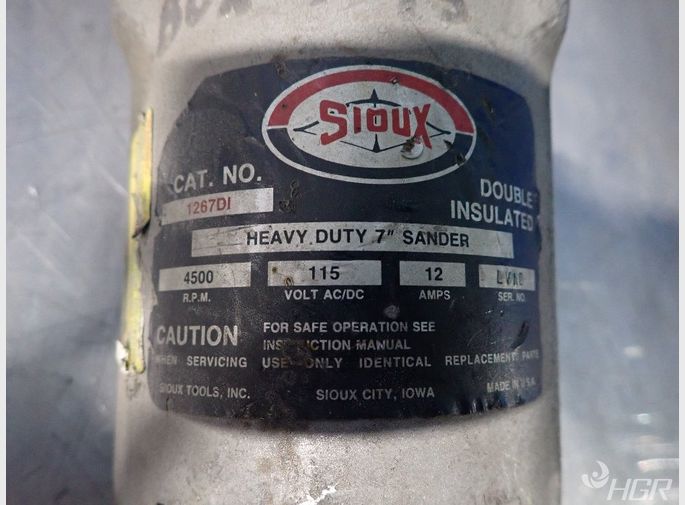 SIOUX
CAT. NO.
1267DI
DOUBLE
INSULATED
HEAVY DUTY 7" SANDER
4500
R.P.M.
115
VOLT AC/DC
12
AMPS
SER. NO.
CAUTION
FOR SAFE OPERATION SEE
INSTRUCTION MANUAL
WHEN SERVICING USE ONLY IDENTICAL REPLACEMENT PARTS
SIOUX TOOLS, INC.
SIOUX CITY, IOWA
MADE IN U.S.A.
HGR